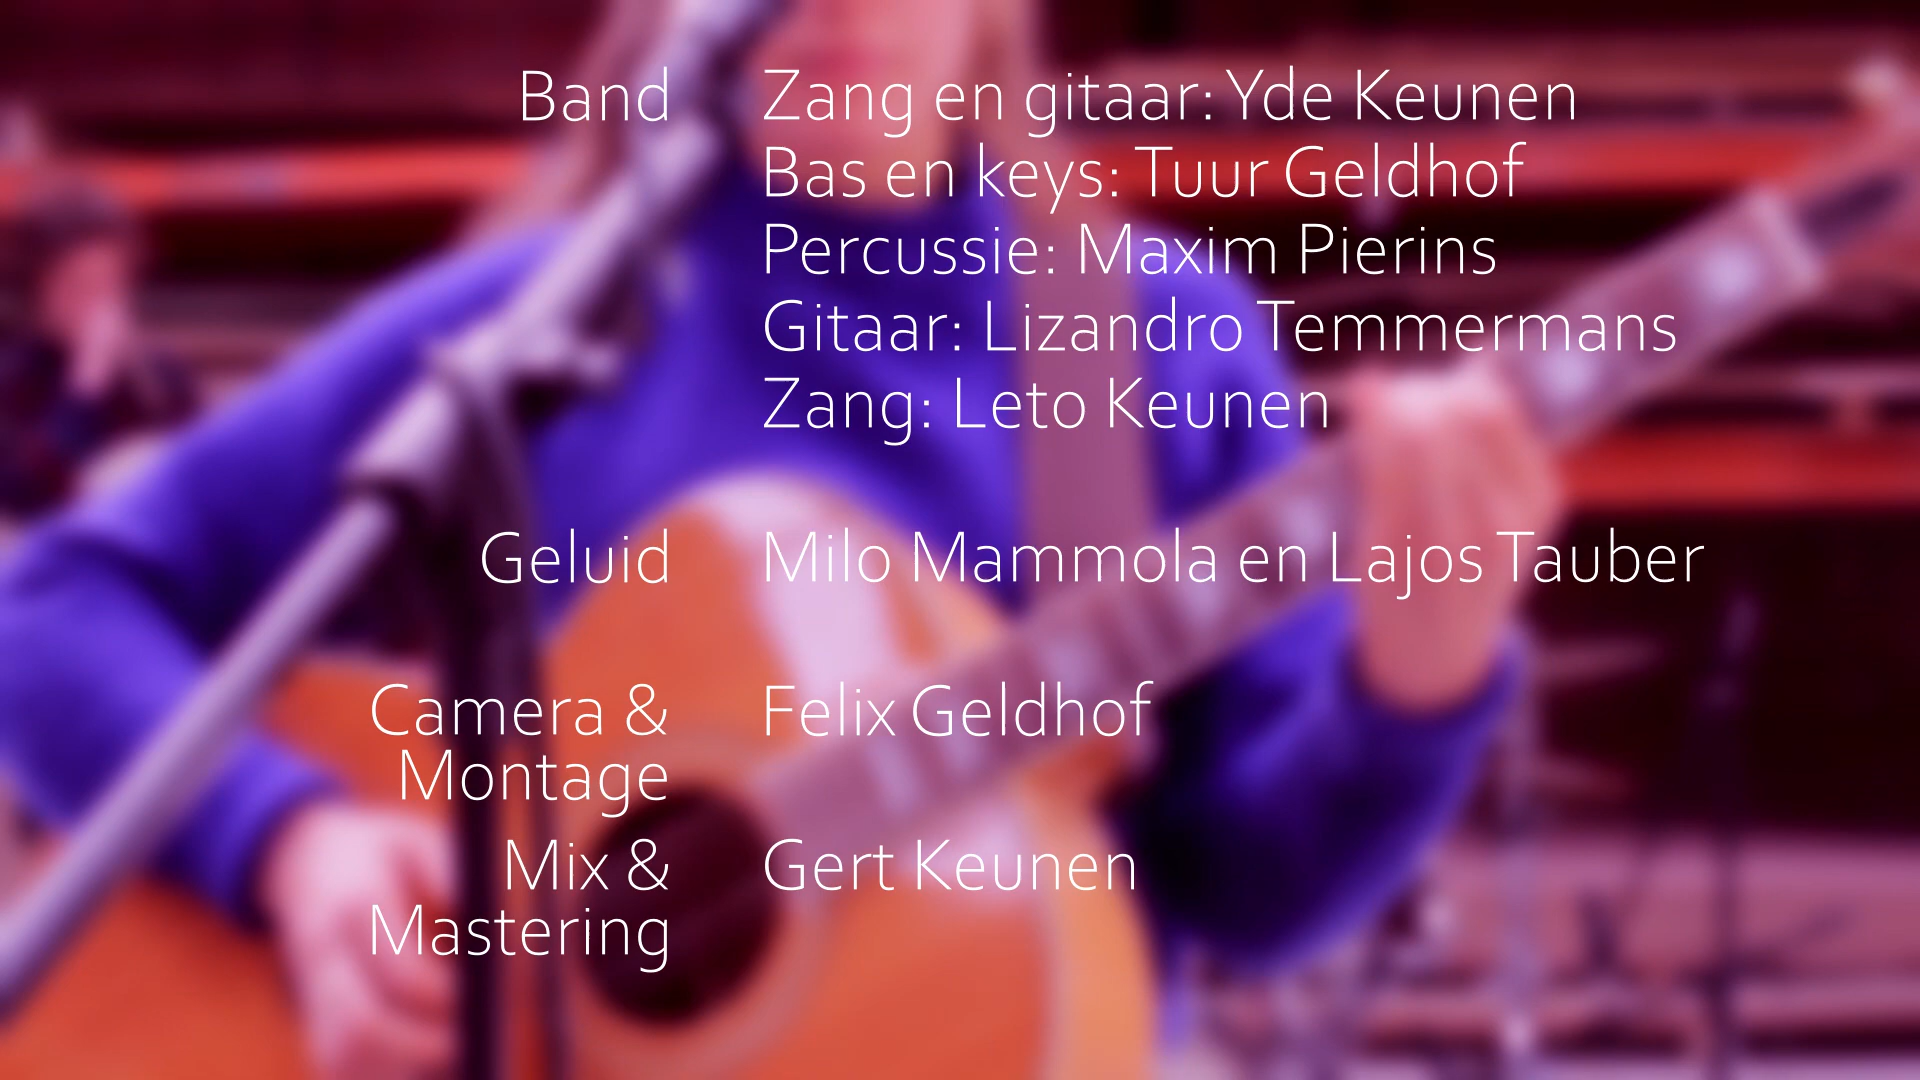 Band Zang en gitaar: Yde Keunen
Bas en keys: Tuur Geldhof
Percussie: Maxim Pierins
Gitaar: Lizandro Temmermans
Zang: Leto Keunen
Geluid Milo Mammola en Lajos Tauber
Camera & Felix Geldhof
Montage
Mix & Gert Keunen
Mastering